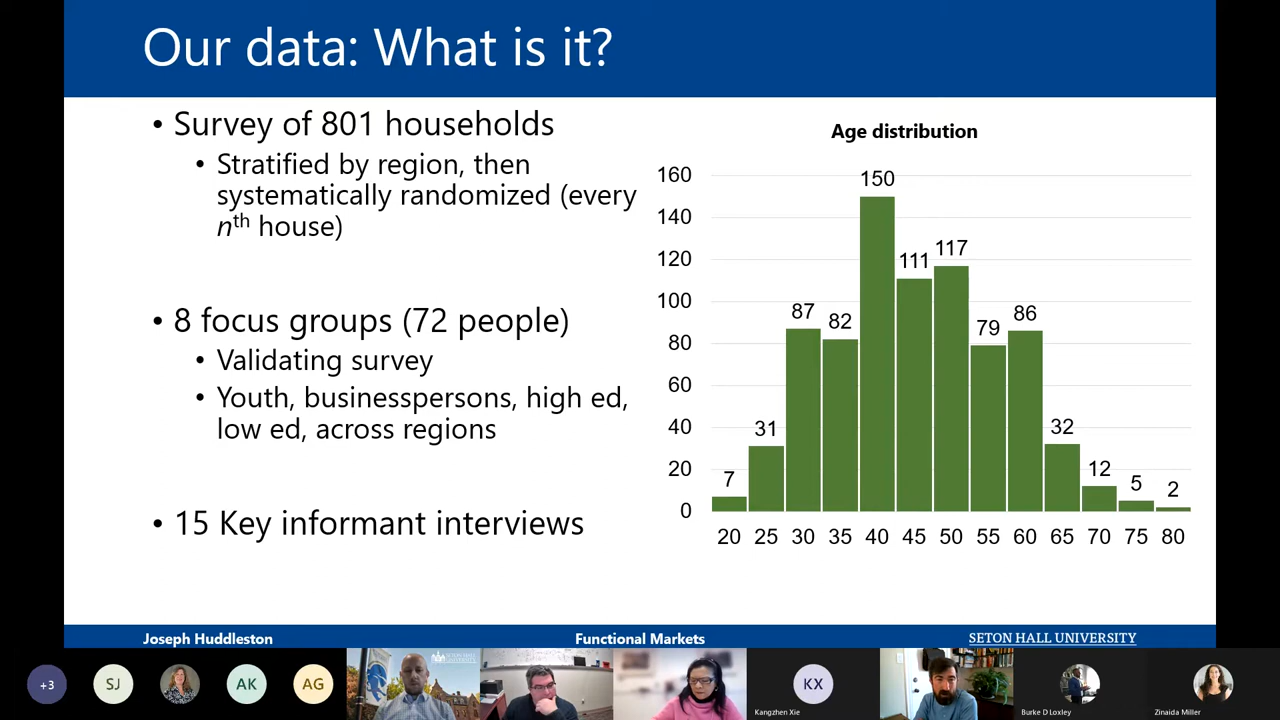 Our data: What is it?
• Survey of 801 households
• Stratified by region, then
systematically randomized (every
nth house)
• 8 focus groups (72 people)
• Validating survey
• Youth, businesspersons, high ed,
low ed, across regions
• 15 Key informant interviews
Age distribution
160
140
120
100
80
60
40
20
0
7
31
87
82
150
111
117
79
86
32
12
5
2
20 25 30 35 40 45 50 55 60 65 70 75 80
Joseph Huddleston
Functional Markets
SETON HALL UNIVERSITY
+3
SJ
AK
AG
SETON HALL
KX
Kangzhen Xie
Burke D Loxley
Zinaida Miller